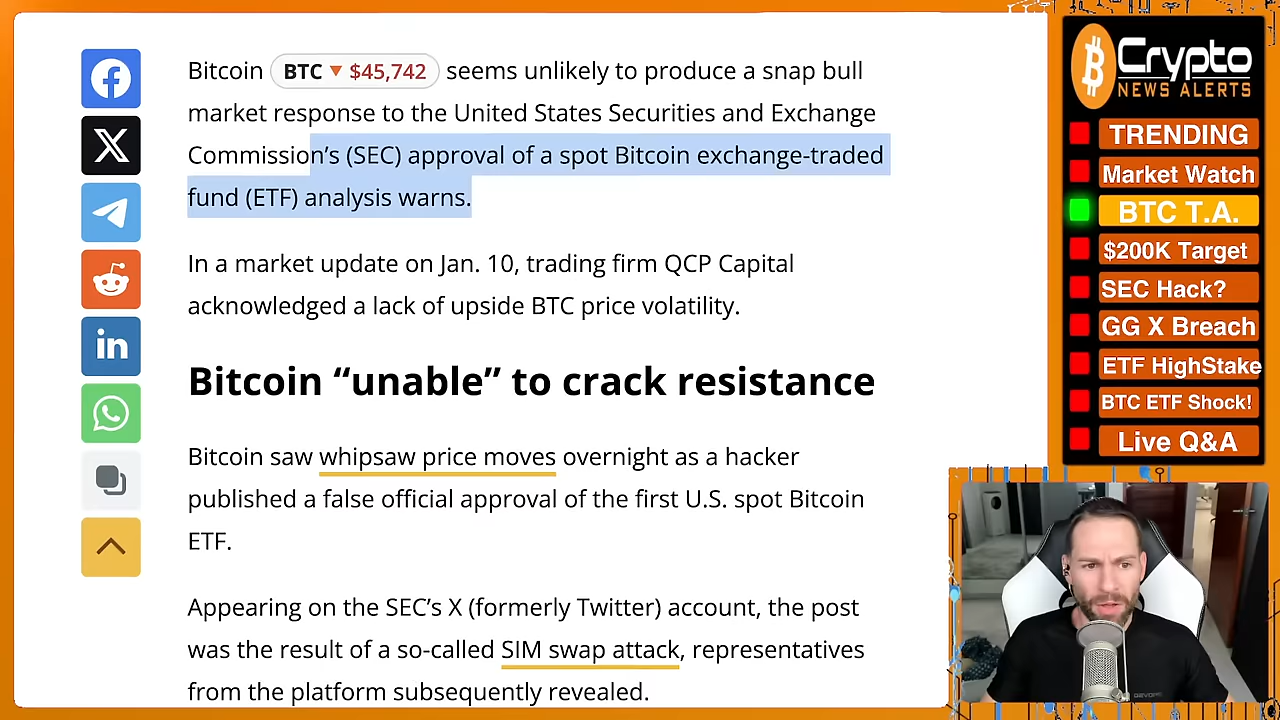 Bitcoin BTC ▼ $45,742 seems unlikely to produce a snap bull
market response to the United States Securities and Exchange
Commission’s (SEC) approval of a spot Bitcoin exchange-traded
fund (ETF) analysis warns.
In a market update on Jan. 10, trading firm QCP Capital
acknowledged a lack of upside BTC price volatility.
Bitcoin “unable” to crack resistance
Bitcoin saw whipsaw price moves overnight as a hacker
published a false official approval of the first U.S. spot Bitcoin
ETF.
Appearing on the SEC’s X (formerly Twitter) account, the post
was the result of a so-called SIM swap attack, representatives
from the platform subsequently revealed.
Crypto
NEWS ALERTS
TRENDING
Market Watch
BTC T.A.
$200K Target
SEC Hack?
GG X Breach
ETF HighStake
BTC ETF Shock!
Live Q&A